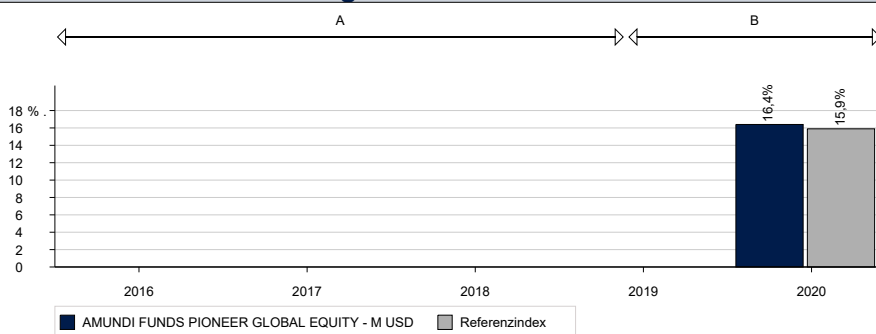 A B
18 % .
16
14
12
10
8
6
4
2
0
16,4%
15,9%
2016 2017 2018 2019 2020
AMUNDI FUNDS PIONEER GLOBAL EQUITY - M USD Referenzindex